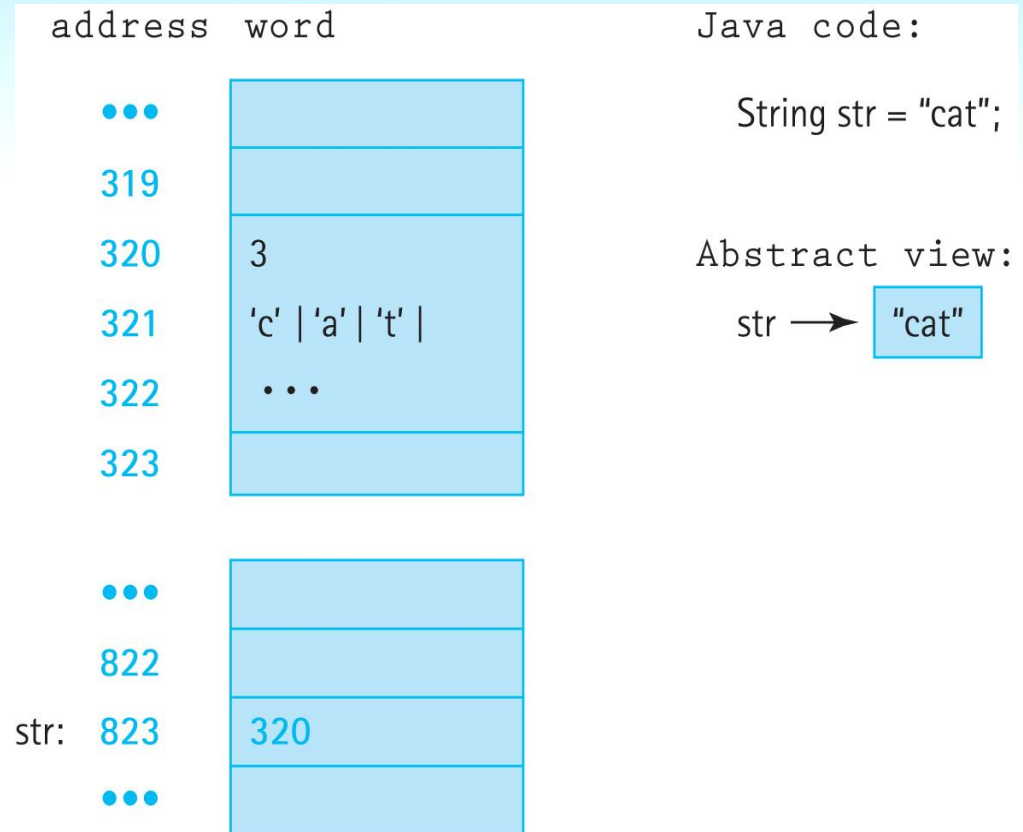 address word
•••
319
320 3
321 'c' | 'a' | 't' |
322 • • •
323
•••
822
str: 823 320
•••
Java code:
String str = "cat";
Abstract view:
str → "cat"